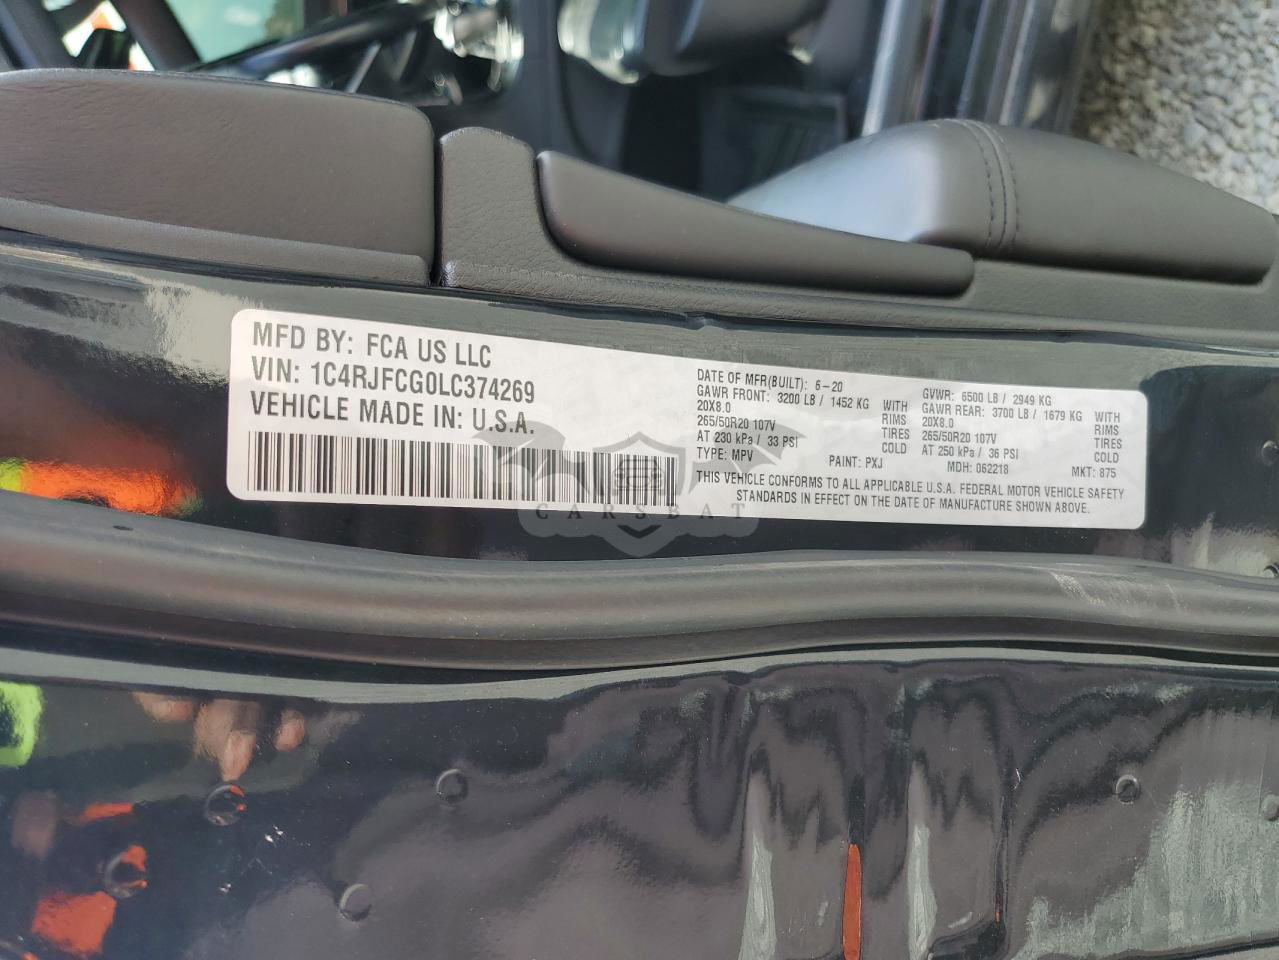 MFD BY: FCA US LLC
VIN: 1C4RJFCG0LC374269
VEHICLE MADE IN: U.S.A.
DATE OF MFR(BUILT): 6-20 GVWR: 6500 LB / 2949 KG
GAWR FRONT: 3200 LB / 1452 KG WITH GAWR REAR: 3700 LB / 1679 KG WITH
20X8.0 RIMS 20X8.0 RIMS
265/50R20 107V TIRES 265/50R20 107V TIRES
AT 230 kPa / 33 PSI COLD AT 250 kPa / 36 PSI COLD
TYPE: MPV PAINT: PXJ MDH: 062218 MKT: 875
THIS VEHICLE CONFORMS TO ALL APPLICABLE U.S.A. FEDERAL MOTOR VEHICLE SAFETY
STANDARDS IN EFFECT ON THE DATE OF MANUFACTURE SHOWN ABOVE.
CARSBAT